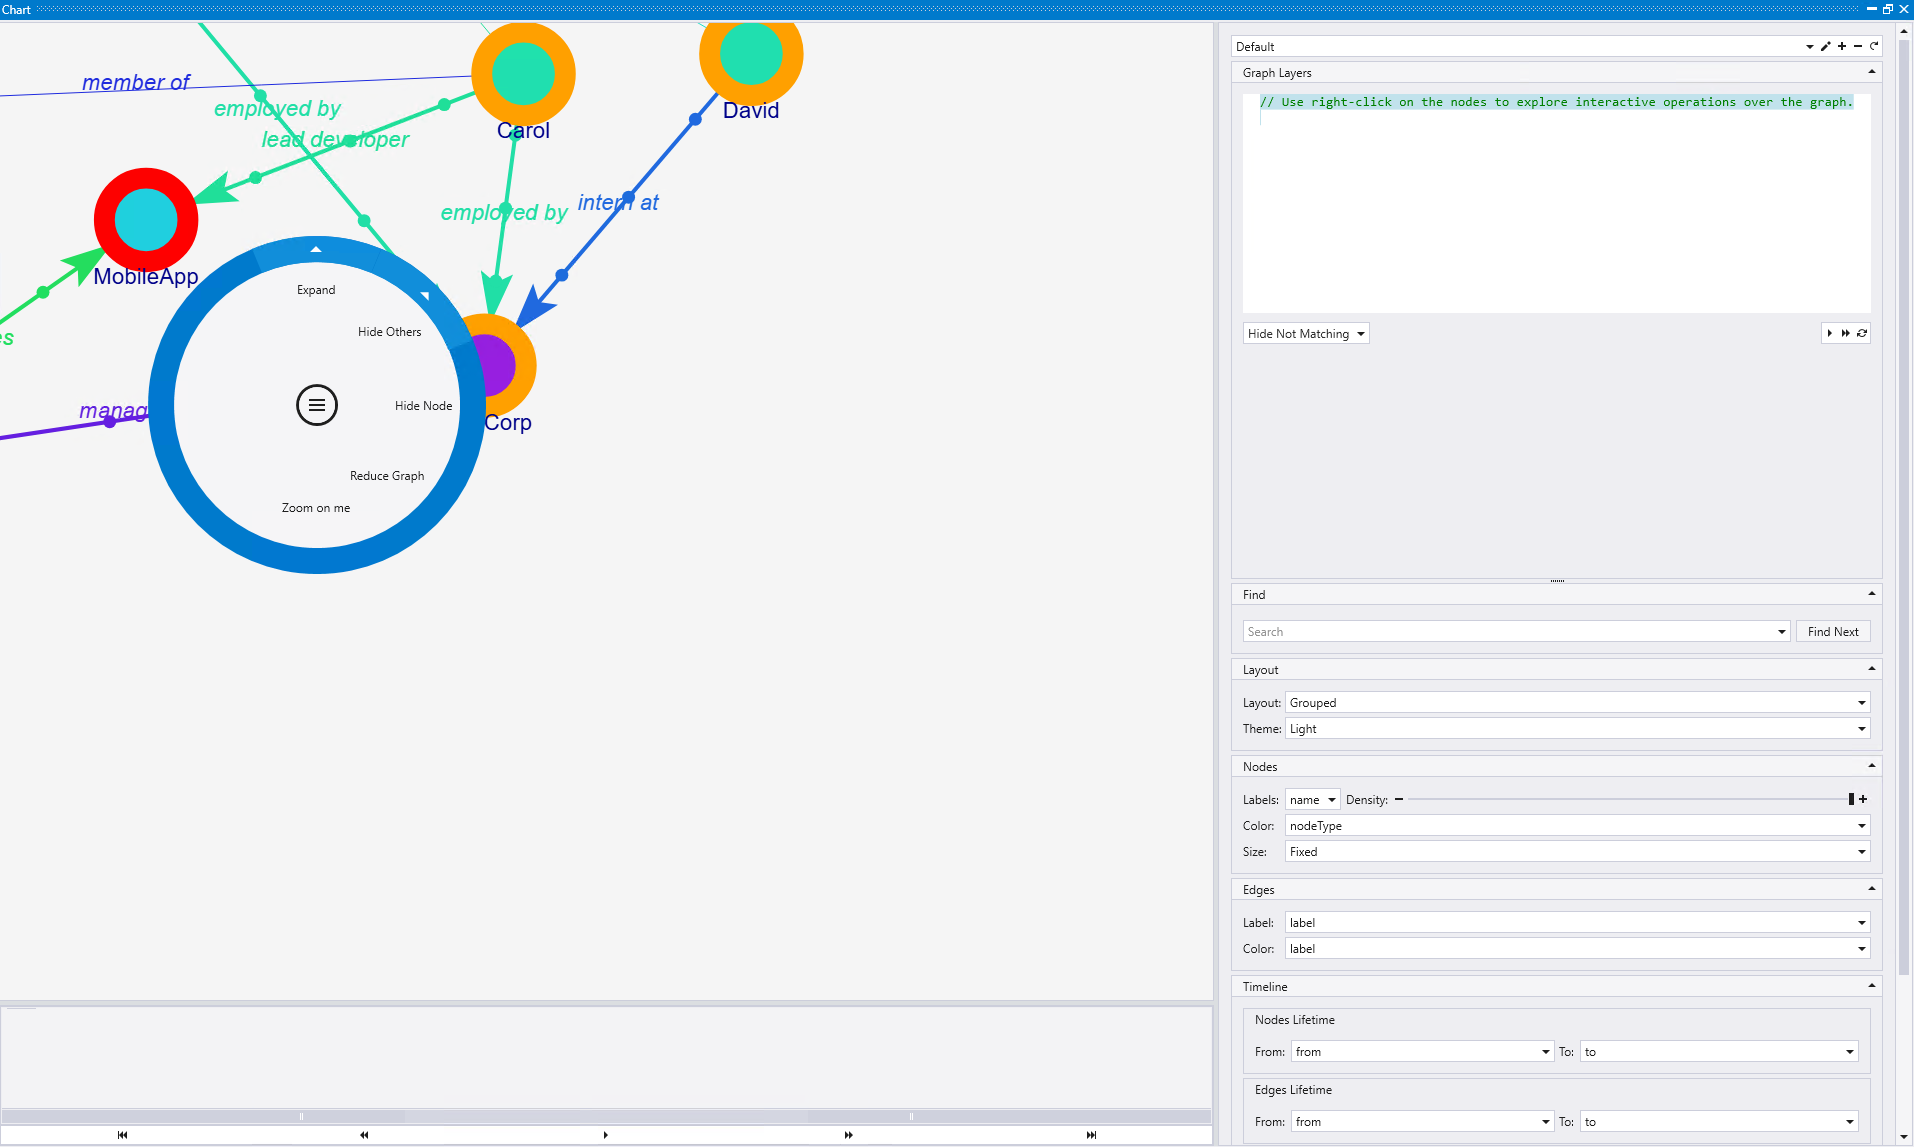 Chart
member of
employed by
lead developer
Carol
David
employed by
intern at
MobileApp
es
manag
Corp
Expand
Hide Others
Hide Node
Reduce Graph
Zoom on me
Default
Graph Layers
// Use right-click on the nodes to explore interactive operations over the graph.
Hide Not Matching
Find
Search
Find Next
Layout
Layout: Grouped
Theme: Light
Nodes
Labels: name Density:
Color: nodeType
Size: Fixed
Edges
Label: label
Color: label
Timeline
Nodes Lifetime
From: from To: to
Edges Lifetime
From: from To: to